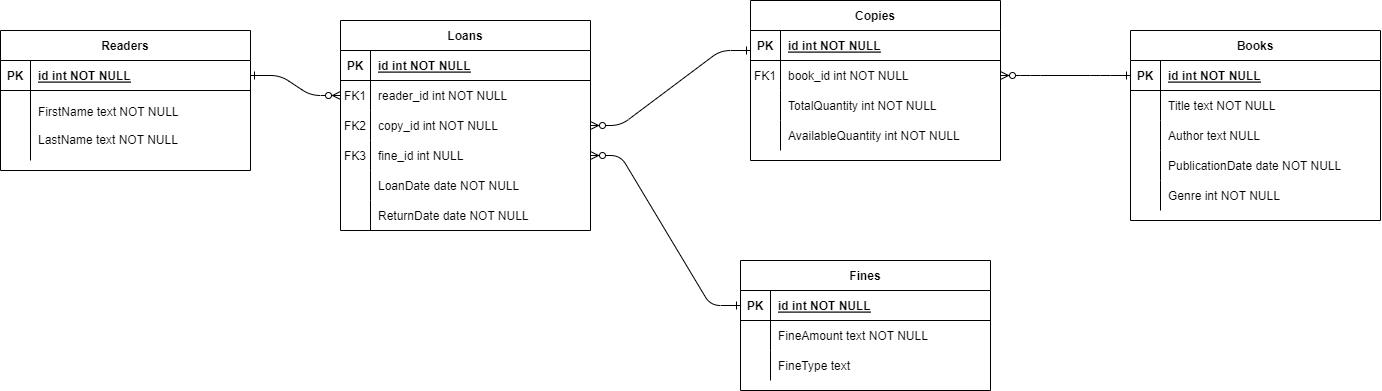 Readers
PK id int NOT NULL
FirstName text NOT NULL
LastName text NOT NULL
Loans
PK id int NOT NULL
FK1 reader_id int NOT NULL
FK2 copy_id int NOT NULL
FK3 fine_id int NULL
LoanDate date NOT NULL
ReturnDate date NOT NULL
Copies
PK id int NOT NULL
FK1 book_id int NOT NULL
TotalQuantity int NOT NULL
AvailableQuantity int NOT NULL
Books
PK id int NOT NULL
Title text NOT NULL
Author text NULL
PublicationDate date NOT NULL
Genre int NOT NULL
Fines
PK id int NOT NULL
FineAmount text NOT NULL
FineType text